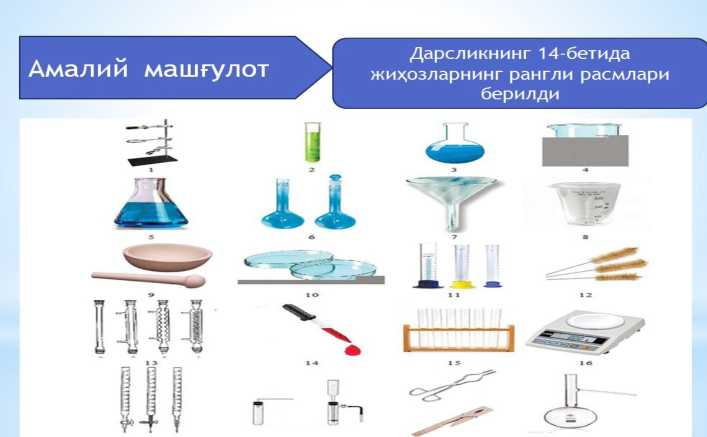 Амалий машғулот
Дарсликнинг 14-бетида
жиҳозларнинг рангли расмлари
берилди
1 2 3 4
5 6 7 8
9 10 11 12
13 14 15 16